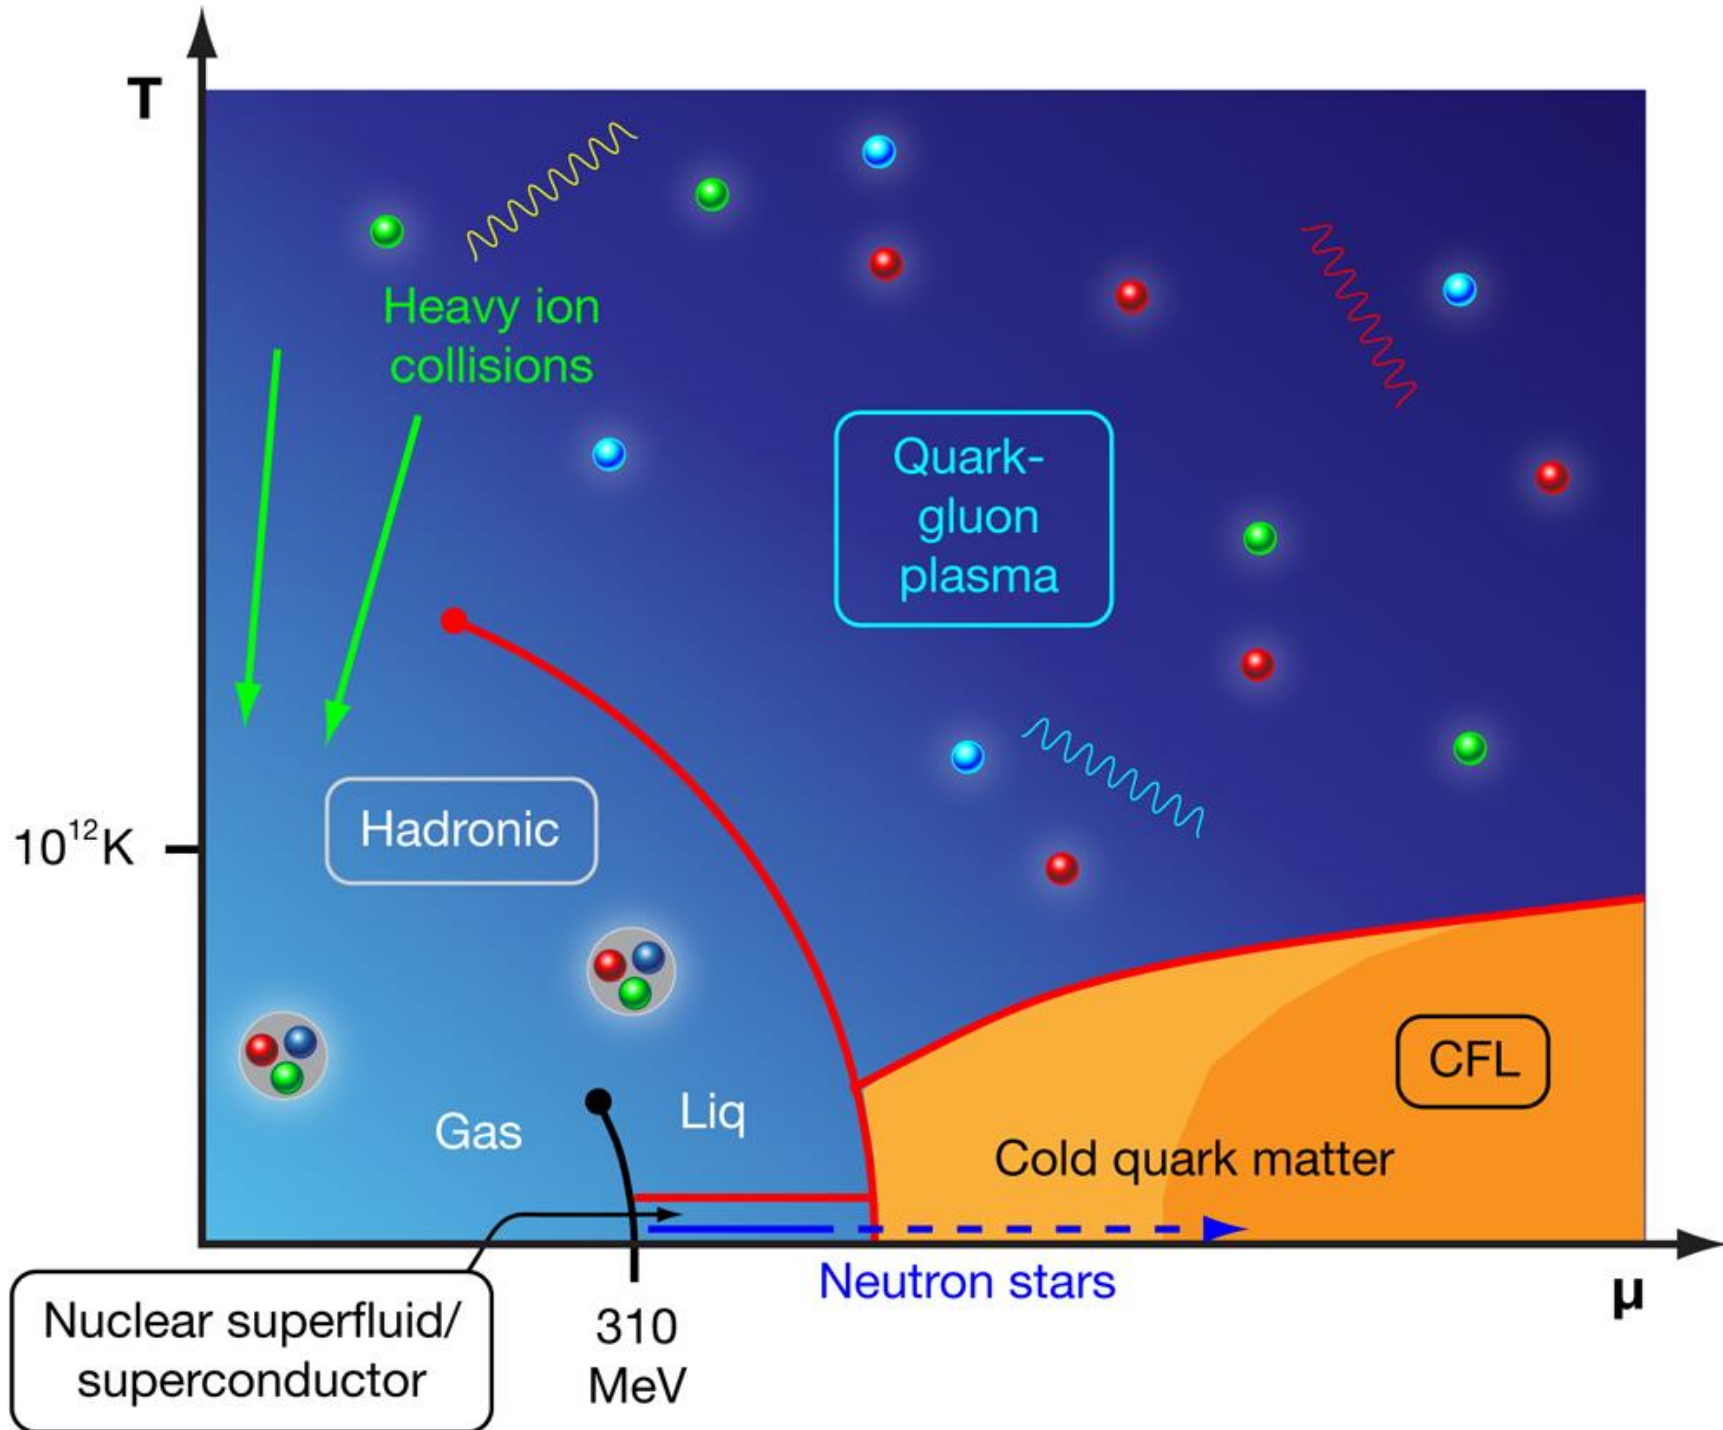 T
Heavy ion
collisions
Quark-
gluon
plasma
Hadronic
10¹²K
CFL
Gas
Liq
Cold quark matter
Neutron stars
μ
Nuclear superfluid/
superconductor
310
MeV